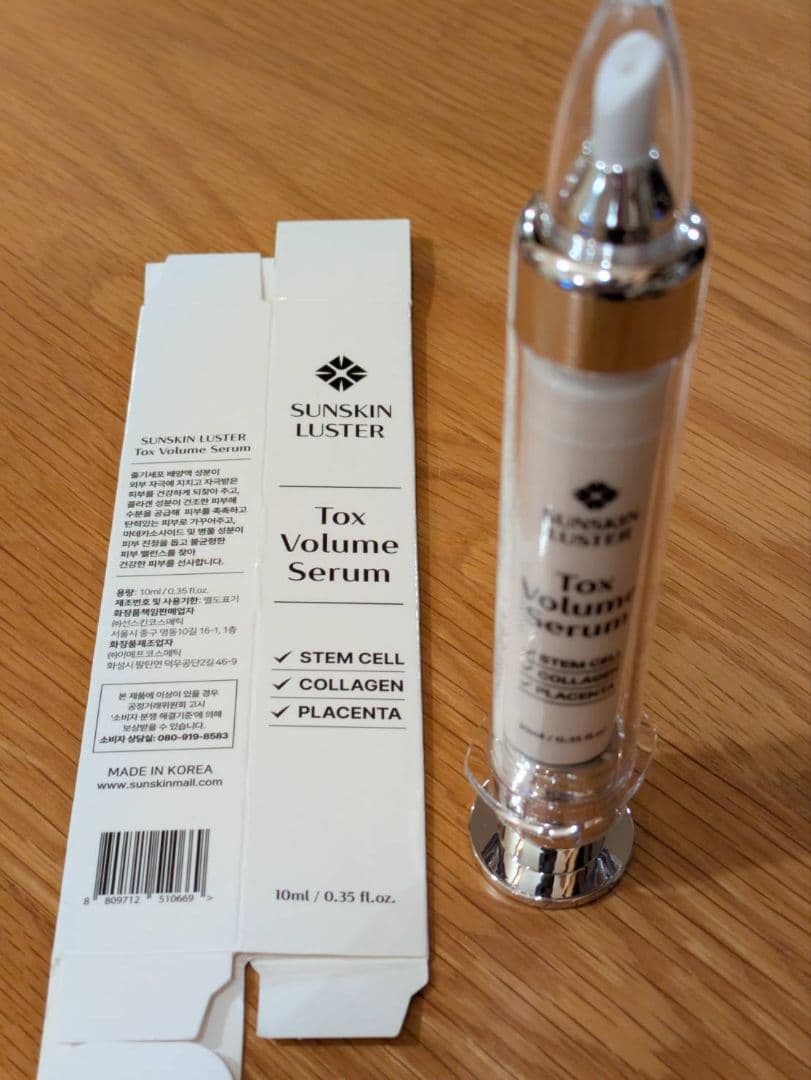 SUNSKIN LUSTER
Tox Volume Serum
줄기세포 배양액 성분이
외부 자극에 지치고 자극받은
피부를 건강하게 되찾아 주고,
콜라겐 성분이 건조한 피부에
수분을 공급해 피부를 촉촉하고
탄력있는 피부로 가꾸어주고,
마데카소사이드 및 병풀 성분이
피부 진정을 돕고 불균형한
피부 밸런스를 찾아
건강한 피부를 선사합니다.
용량: 10ml / 0.35 fl.oz.
제조번호 및 사용기한: 별도표기
화장품책임판매업자
㈜선스킨코스메틱
서울시 중구 명동10길 16-1, 1층
화장품제조업자
㈜이에프코스메틱
화성시 팔탄면 덕우공단2길 46-9
본 제품에 이상이 있을 경우
공정거래위원회 고시
'소비자 분쟁 해결기준'에 의해
보상받을 수 있습니다.
소비자 상담실: 080-919-8583
MADE IN KOREA
www.sunskinmall.com
8 809712 510669 >
SUNSKIN
LUSTER
Tox
Volume
Serum
✓ STEM CELL
✓ COLLAGEN
✓ PLACENTA
10ml / 0.35 fl.oz.
SUNSKIN
LUSTER
Tox
Volume
Serum
✓ STEM CELL
✓ COLLAGEN
✓ PLACENTA
10ml / 0.35 fl.oz.